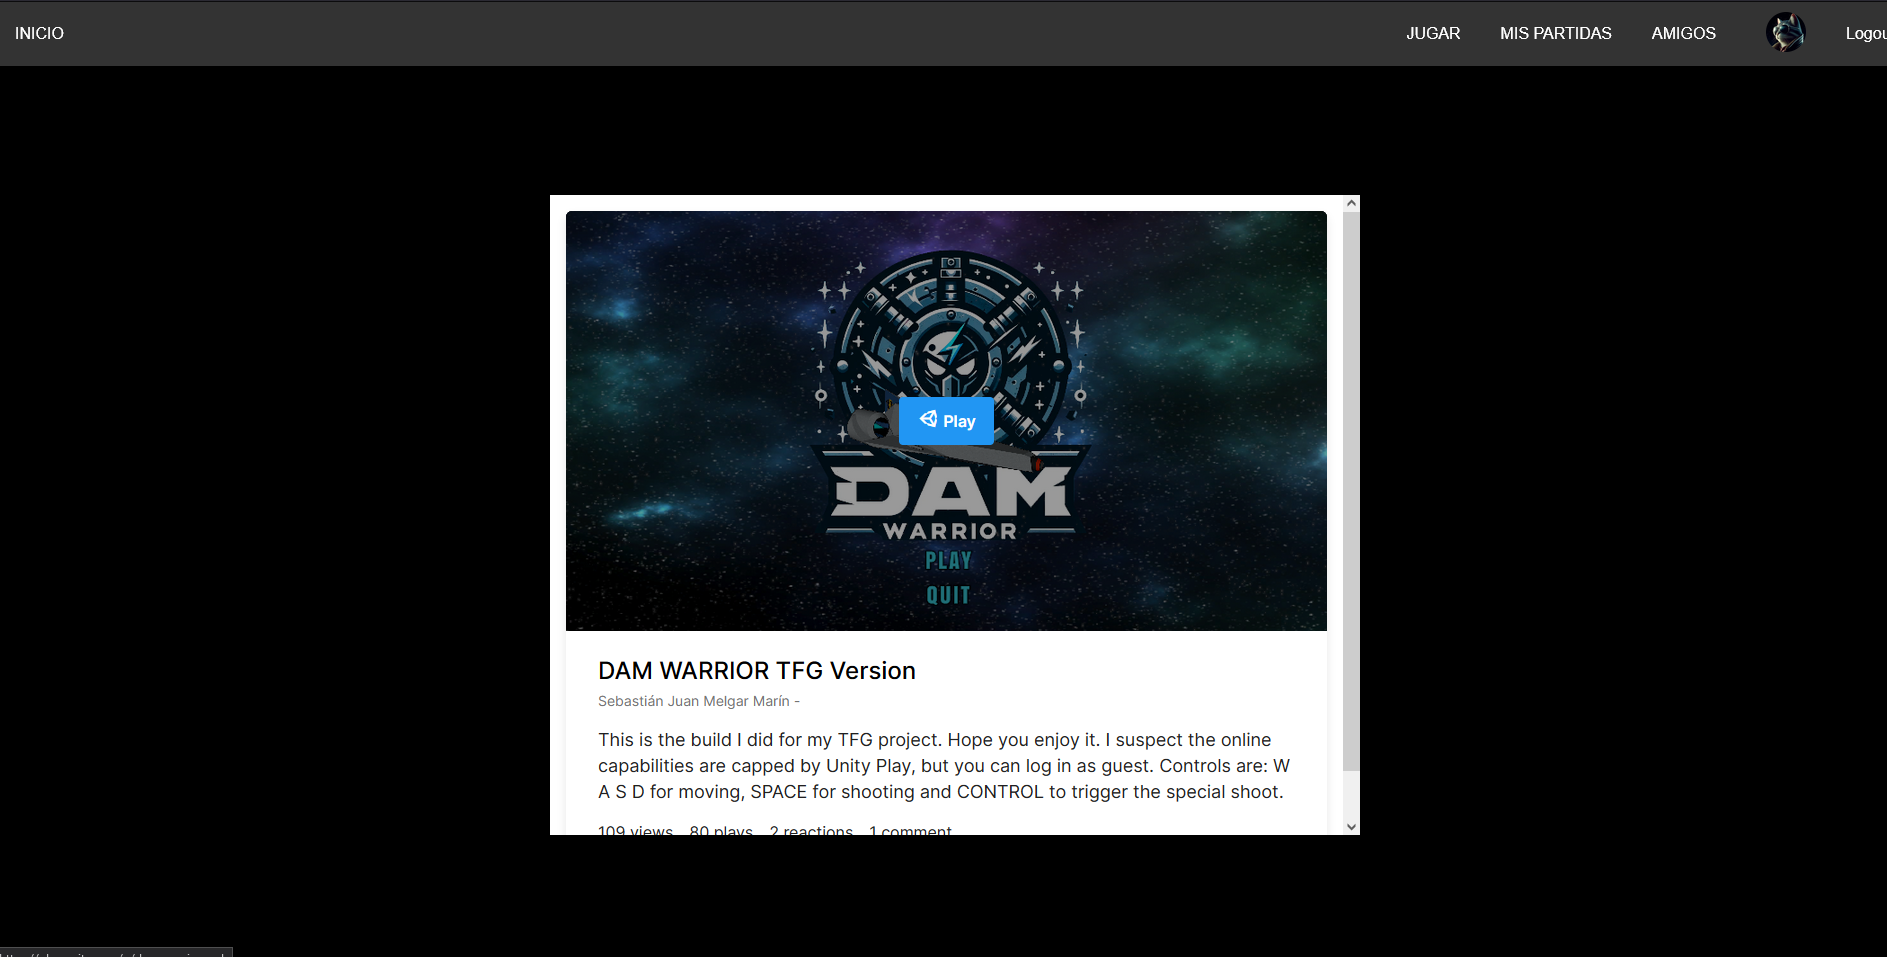 INICIO
JUGAR MIS PARTIDAS AMIGOS Logou
Play
DAM
WARRIOR
PLAY
QUIT
DAM WARRIOR TFG Version
Sebastián Juan Melgar Marín -
This is the build I did for my TFG project. Hope you enjoy it. I suspect the online
capabilities are capped by Unity Play, but you can log in as guest. Controls are: W
A S D for moving, SPACE for shooting and CONTROL to trigger the special shoot.
109 views 80 plays 2 reactions 1 comment